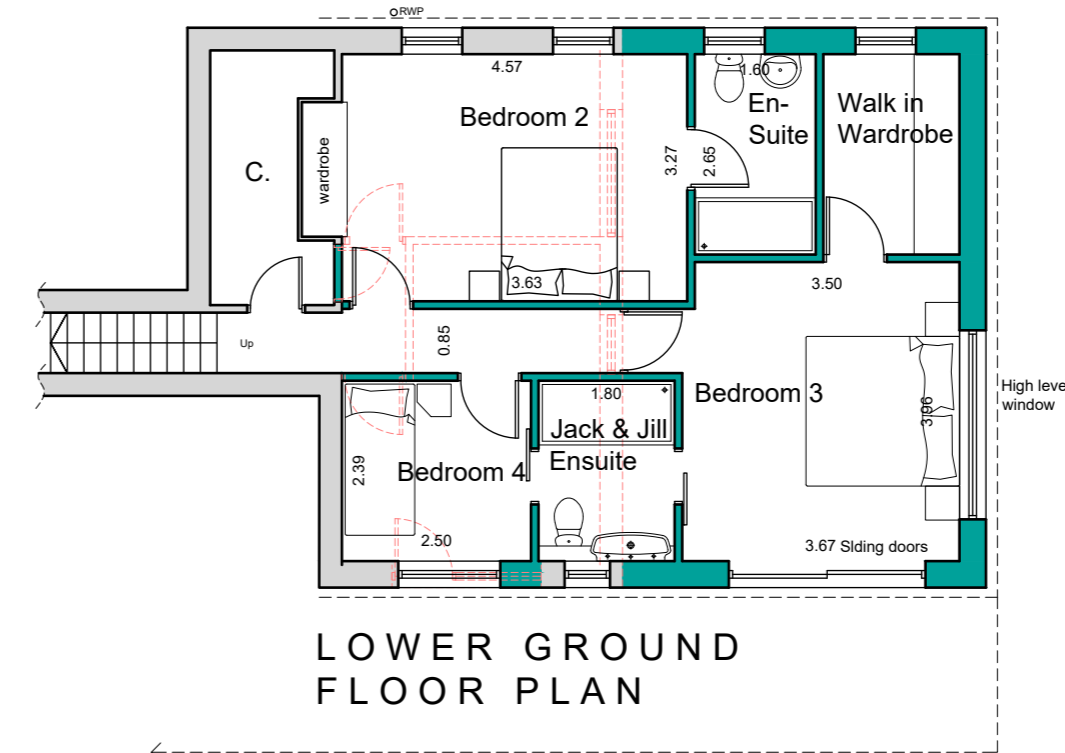 RWP
4.57
1.60
Bedroom 2
En-
Suite
Walk in
Wardrobe
C.
wardrobe
3.27
2.65
3.63
3.50
Up
0.85
1.80
Bedroom 3
High leve
window
3.96
Jack & Jill
Ensuite
2.39
Bedroom 4
2.50
3.67 Slding doors
LOWER GROUND
FLOOR PLAN